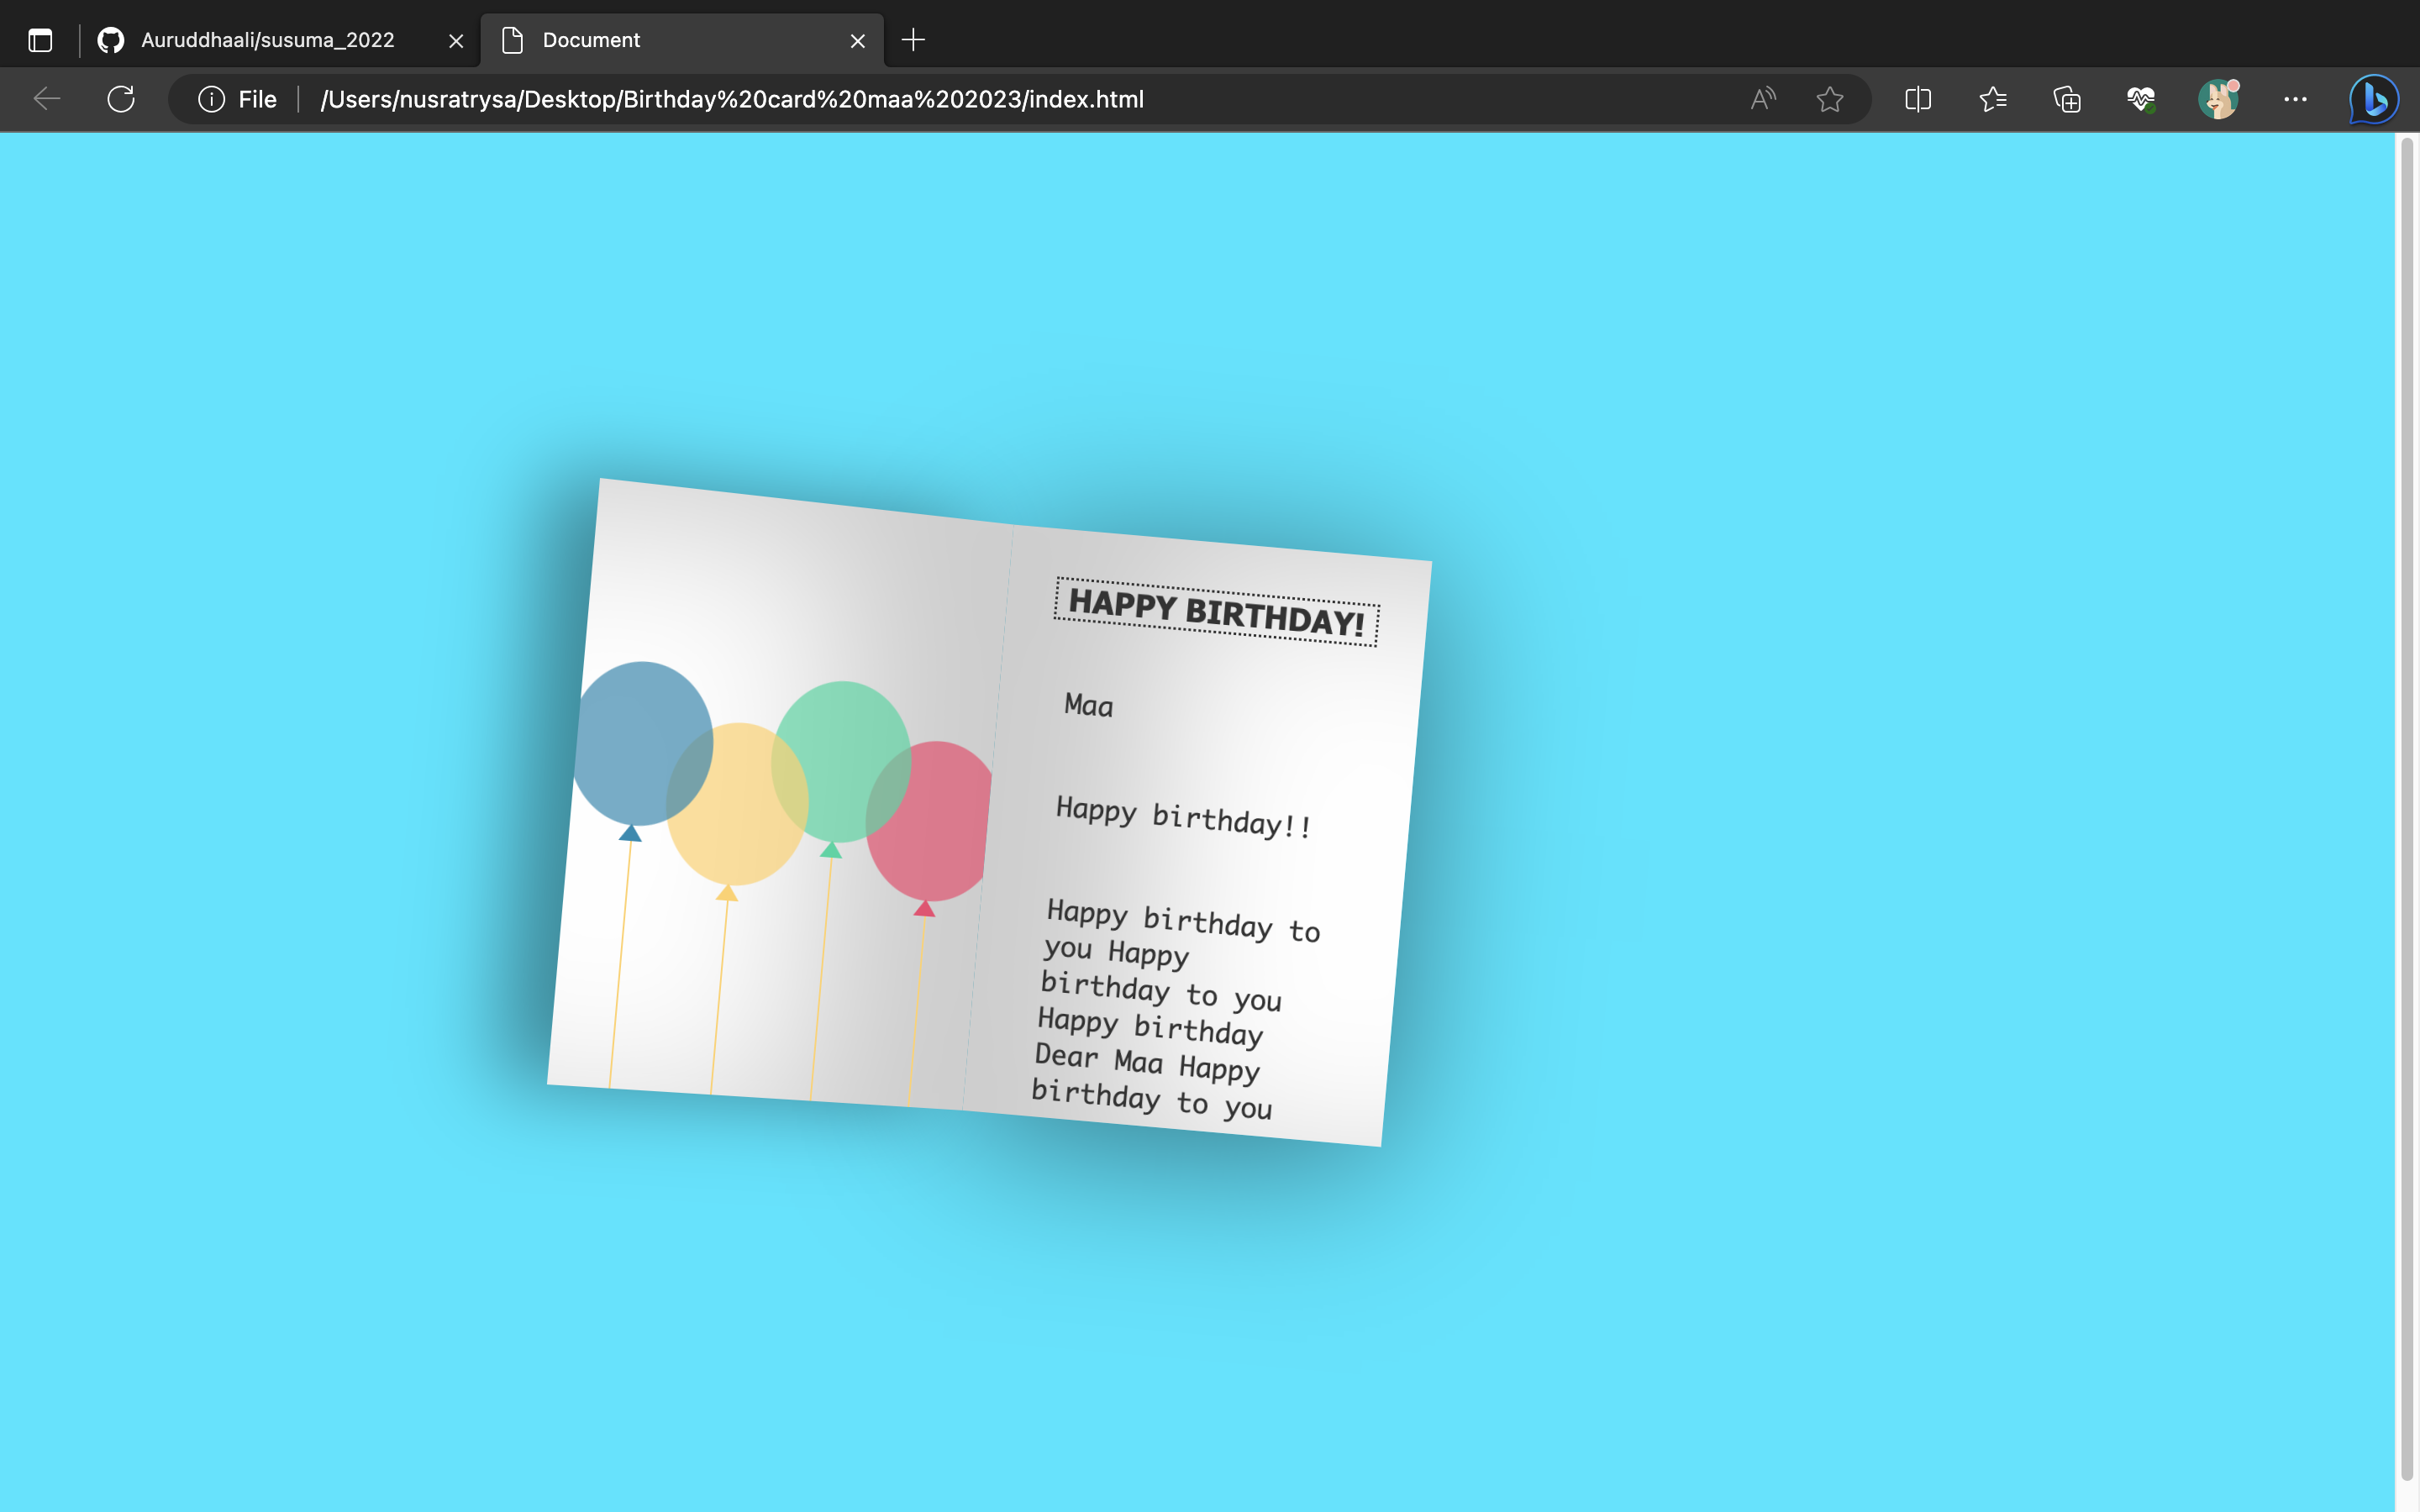 Auruddhaali/susuma_2022
Document
File
/Users/nusratrysa/Desktop/Birthday%20card%20maa%202023/index.html
HAPPY BIRTHDAY!
Maa
Happy birthday!!
Happy birthday to
you Happy
birthday to you
Happy birthday
Dear Maa Happy
birthday to you